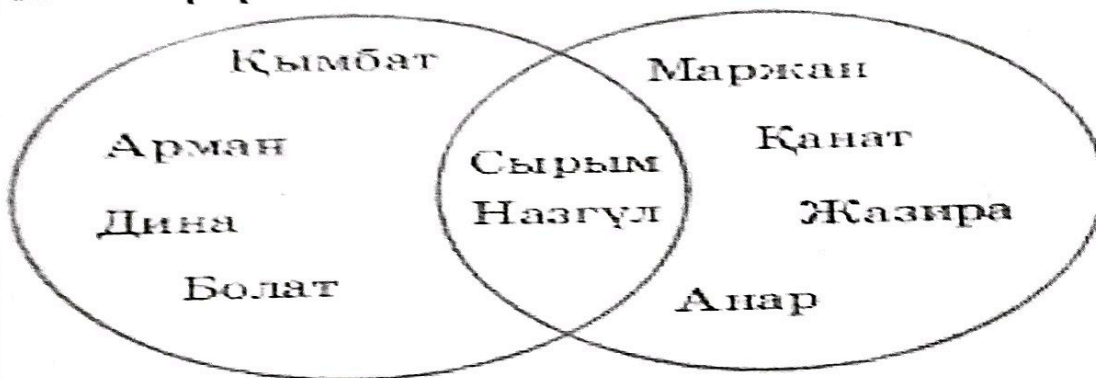 Қымбат
Маржан
Арман
Қанат
Сырым
Назгүл
Дина
Жазира
Болат
Анар